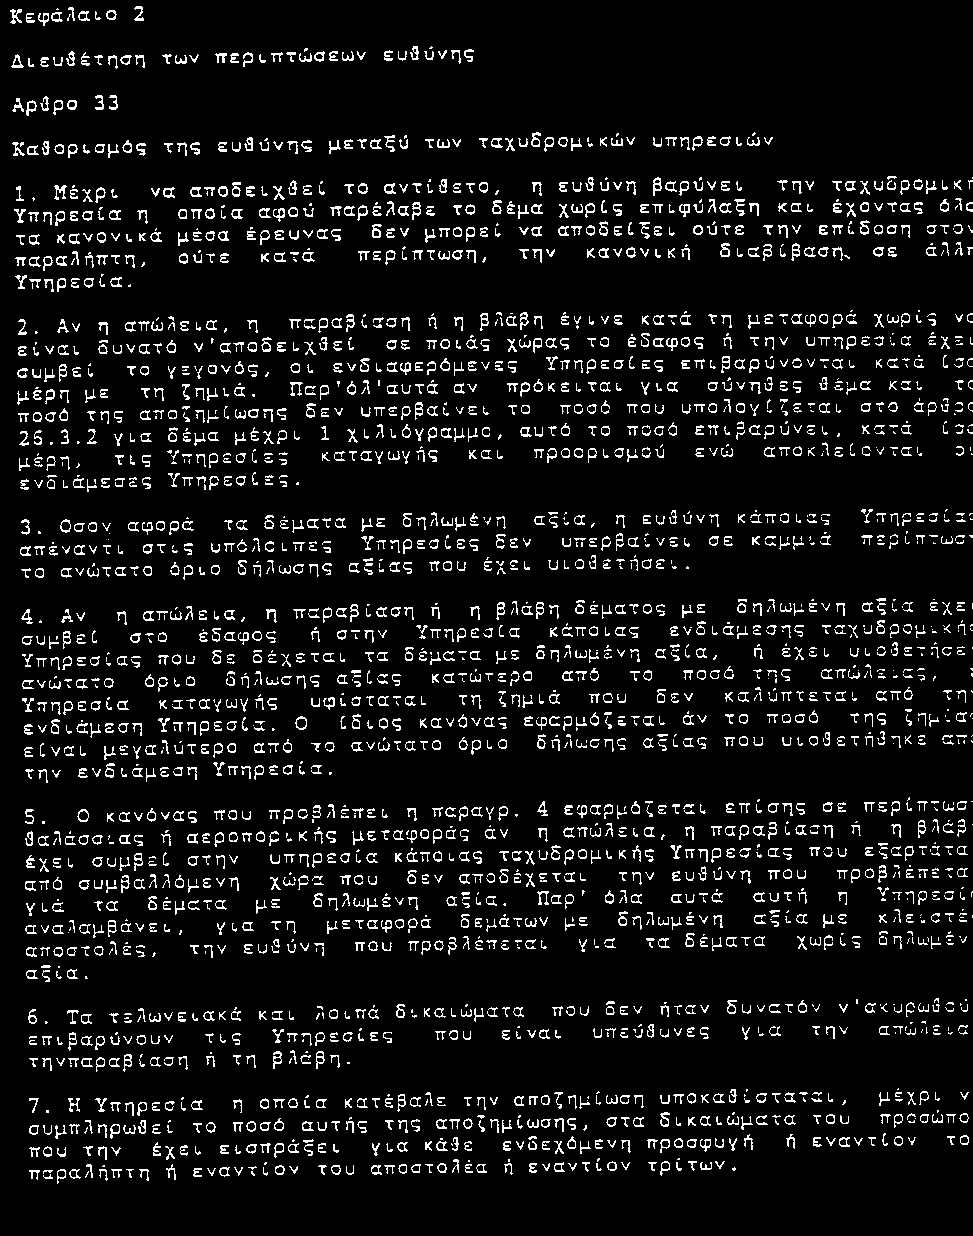 Κεφάλαιο 2
Διευθέτηση των περιπτώσεων ευθύνης
Αρθρο 33
Καθορισμός της ευθύνης μεταξύ των ταχυδρομικών υπηρεσιών
1. Μέχρι να αποδειχθεί το αντίθετο, η ευθύνη βαρύνει την ταχυδρομική
Υπηρεσία η οποία αφού παρέλαβε το δέμα χωρίς επιφύλαξη και έχοντας όλα
τα κανονικά μέσα έρευνας δεν μπορεί να αποδείξει ούτε την επίδοση στον
παραλήπτη, ούτε κατά περίπτωση, την κανονική διαβίβαση, σε άλλη
Υπηρεσία.
2. Αν η απώλεια, η παραβίαση ή η βλάβη έγινε κατά τη μεταφορά χωρίς να
είναι δυνατό ν'αποδειχθεί σε ποιάς χώρας το έδαφος ή την υπηρεσία έχει
συμβεί το γεγονός, οι ενδιαφερόμενες Υπηρεσίες επιβαρύνονται κατά ίσα
μέρη με τη ζημιά. Παρ'όλ'αυτά αν πρόκειται για σύνηθες δέμα και το
ποσό της αποζημίωσης δεν υπερβαίνει το ποσό που υπολογίζεται στο άρθρο
26.3.2 για δέμα μέχρι 1 χιλιόγραμμο, αυτό το ποσό επιβαρύνει, κατά ίσα
μέρη, τις Υπηρεσίες καταγωγής και προορισμού ενώ αποκλείονται οι
ενδιάμεσες Υπηρεσίες.
3. Οσον αφορά τα δέματα με δηλωμένη αξία, η ευθύνη κάποιας Υπηρεσίας
απέναντι στις υπόλοιπες Υπηρεσίες δεν υπερβαίνει σε καμμιά περίπτωσ
το ανώτατο όριο δήλωσης αξίας που έχει υιοθετήσει.
4. Αν η απώλεια, η παραβίαση ή η βλάβη δέματος με δηλωμένη αξία έχει
συμβεί στο έδαφος ή στην Υπηρεσία κάποιας ενδιάμεσης ταχυδρομικής
Υπηρεσίας που δε δέχεται τα δέματα με δηλωμένη αξία, ή έχει υιοθετήσει
ανώτατο όριο δήλωσης αξίας κατώτερο από το ποσό της απώλειας,
Υπηρεσία καταγωγής υφίσταται τη ζημιά που δεν καλύπτεται από την
ενδιάμεση Υπηρεσία. Ο ίδιος κανόνας εφαρμόζεται άν το ποσό της ζημίας
είναι μεγαλύτερο από το ανώτατο όριο δήλωσης αξίας που υιοθετήθηκε από
την ενδιάμεση Υπηρεσία.
5. Ο κανόνας που προβλέπει η παραγρ. 4 εφαρμόζεται επίσης σε περίπτωσ
θαλάσσιας ή αεροπορικής μεταφοράς άν η απώλεια, η παραβίαση ή η βλάβη
έχει συμβεί στην υπηρεσία κάποιας ταχυδρομικής Υπηρεσίας που εξαρτάτα
από συμβαλλόμενη χώρα που δεν αποδέχεται την ευθύνη που προβλέπετα
γιά τα δέματα με δηλωμένη αξία. Παρ' όλα αυτά αυτή η Υπηρεσί
αναλαμβάνει, για τη μεταφορά δεμάτων με δηλωμένη αξία με κλειστέ
αποστολές, την ευθύνη που προβλέπεται για τα δέματα χωρίς δηλωμέν
αξία.
6. Τα τελωνειακά και λοιπά δικαιώματα που δεν ήταν δυνατόν ν'ακυρωθού
επιβαρύνουν τις Υπηρεσίες που είναι υπεύθυνες για την απώλεια
τηνπαραβίαση ή τη βλάβη.
7. Η Υπηρεσία η οποία κατέβαλε την αποζημίωση υποκαθίσταται, μέχρι ν
συμπληρωθεί το ποσό αυτής της αποζημίωσης, στα δικαιώματα του προσώπο
που την έχει εισπράξει για κάθε ενδεχόμενη προσφυγή ή εναντίον το
παραλήπτη ή εναντίον του αποστολέα ή εναντίον τρίτων.